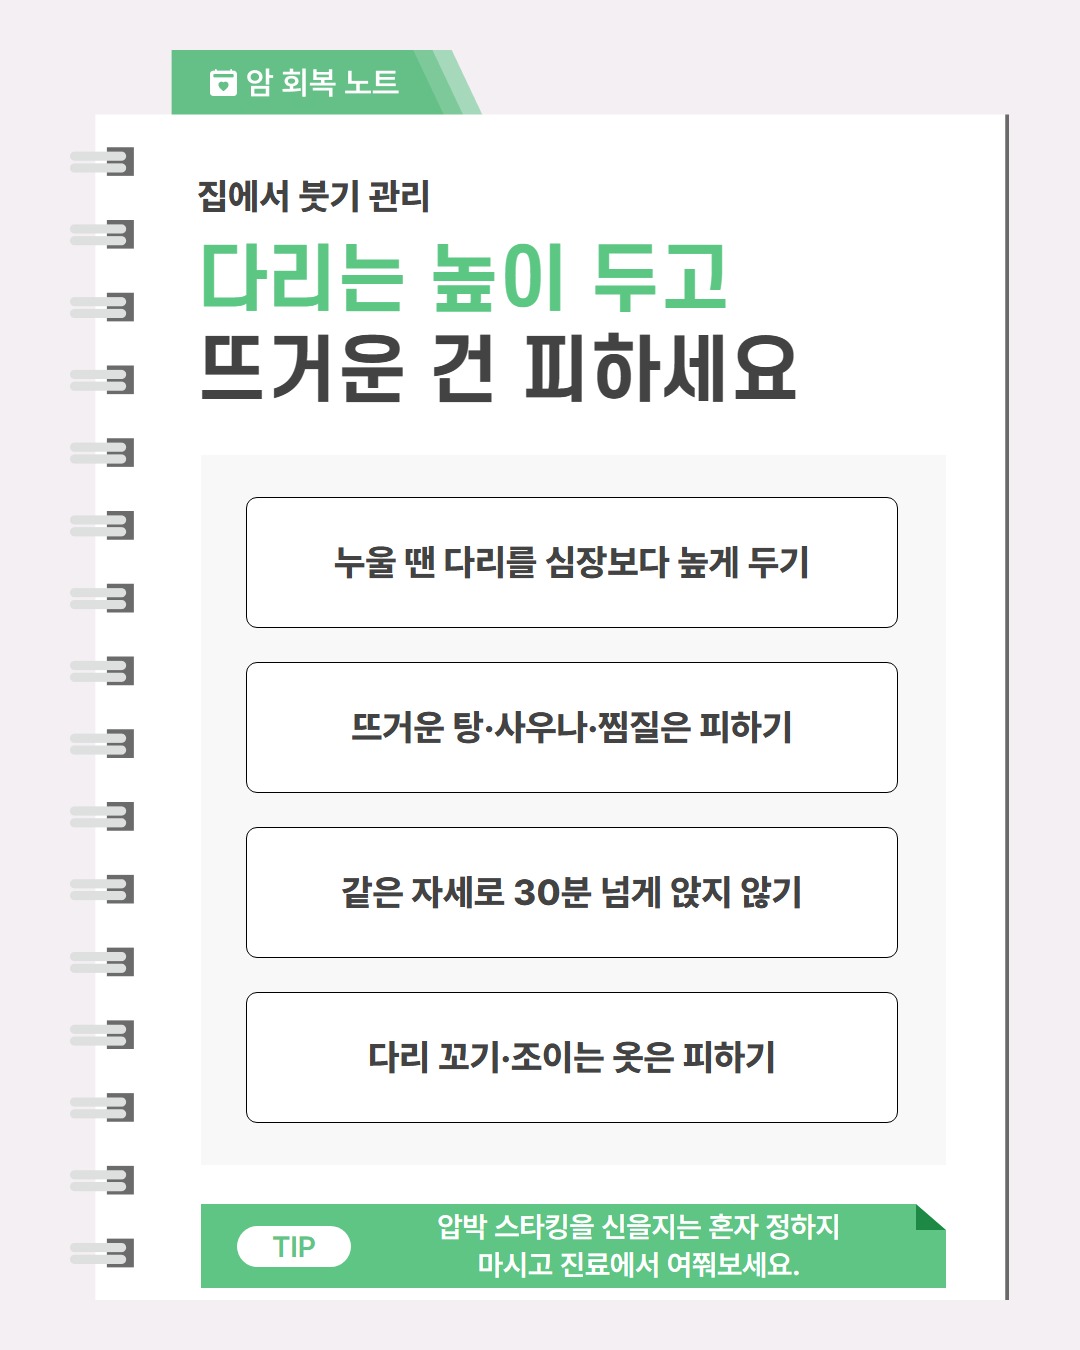 암 회복 노트
집에서 붓기 관리
다리는 높이 두고
뜨거운 건 피하세요
누울 땐 다리를 심장보다 높게 두기
뜨거운 탕·사우나·찜질은 피하기
같은 자세로 30분 넘게 앉지 않기
다리 꼬기·조이는 옷은 피하기
TIP
압박 스타킹을 신을지는 혼자 정하지
마시고 진료에서 여쭤보세요.